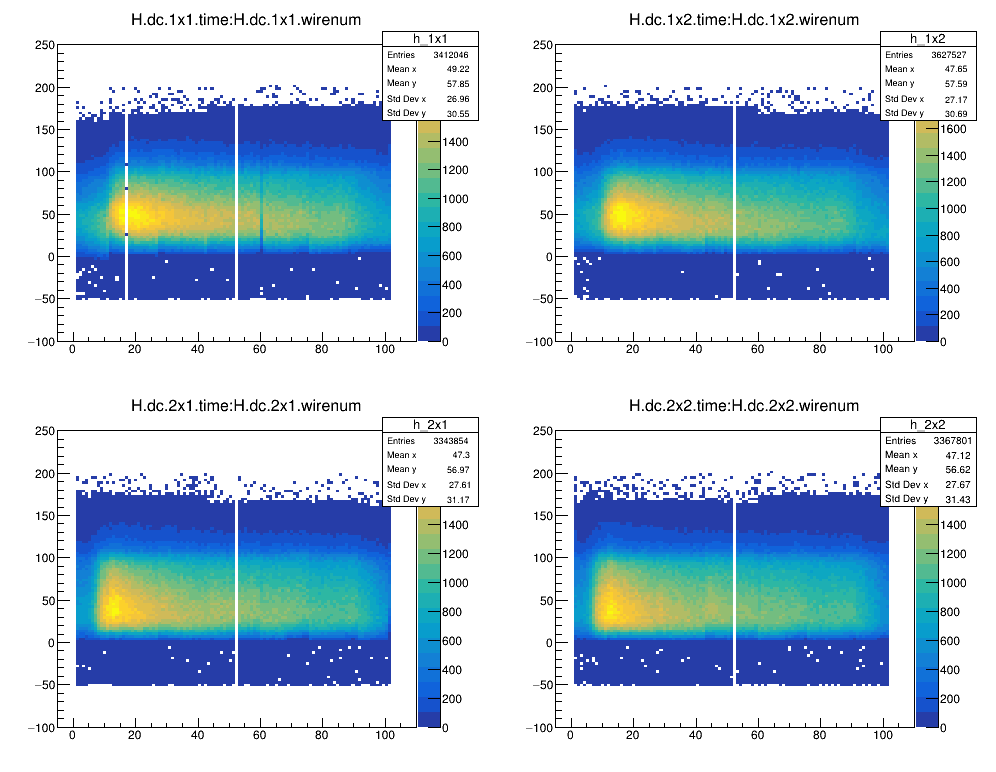 H.dc.1x1.time:H.dc.1x1.wirenum
h_1x1
Entries 3412046
Mean x 49.22
Mean y 57.85
Std Dev x 26.96
Std Dev y 30.55
250
200
150
100
50
0
−50
−100
0 20 40 60 80 100
1400
1200
1000
800
600
400
200
0
H.dc.1x2.time:H.dc.1x2.wirenum
h_1x2
Entries 3627527
Mean x 47.65
Mean y 57.59
Std Dev x 27.17
Std Dev y 30.69
250
200
150
100
50
0
−50
−100
0 20 40 60 80 100
1600
1400
1200
1000
800
600
400
200
0
H.dc.2x1.time:H.dc.2x1.wirenum
h_2x1
Entries 3343854
Mean x 47.3
Mean y 56.97
Std Dev x 27.61
Std Dev y 31.17
250
200
150
100
50
0
−50
−100
0 20 40 60 80 100
1400
1200
1000
800
600
400
200
0
H.dc.2x2.time:H.dc.2x2.wirenum
h_2x2
Entries 3367801
Mean x 47.12
Mean y 56.62
Std Dev x 27.67
Std Dev y 31.43
250
200
150
100
50
0
−50
−100
0 20 40 60 80 100
1400
1200
1000
800
600
400
200
0